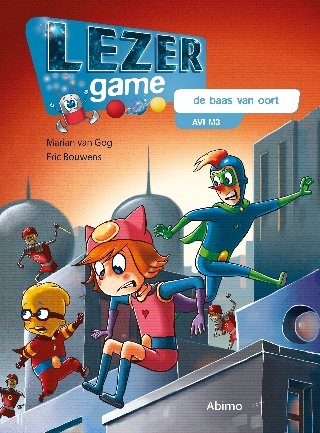 LEZER
game
de baas van oort
AVI M3
Marian van Gog
Eric Bouwens
Abimo